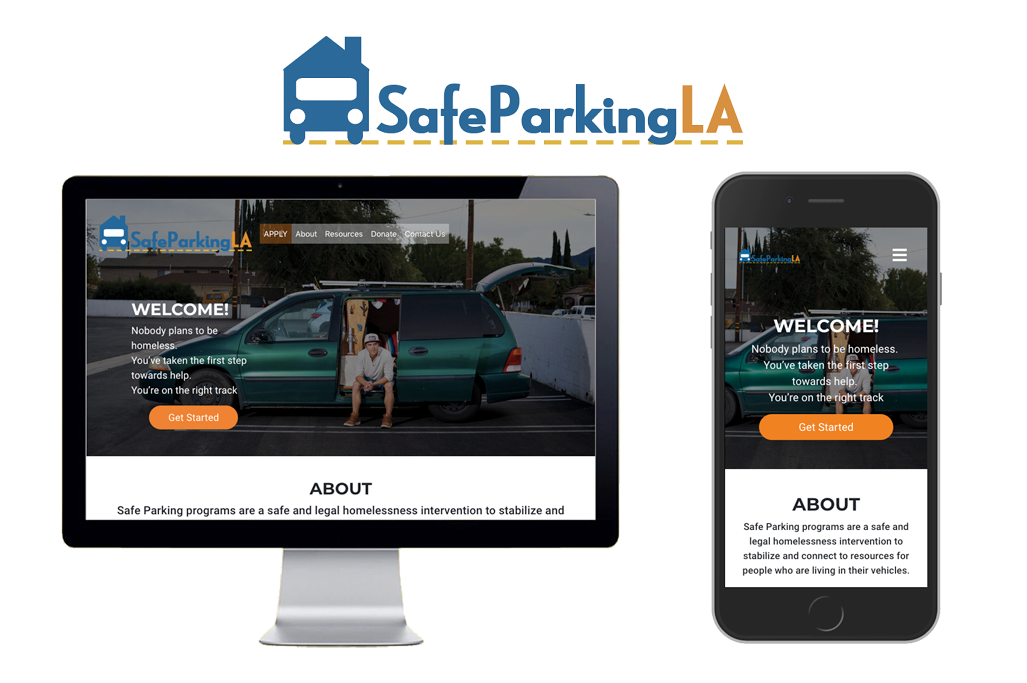 SafeParkingLA
SafeParkingLA
APPLY About Resources Donate Contact Us
WELCOME!
Nobody plans to be
homeless.
You've taken the first step
towards help.
You're on the right track
Get Started
ABOUT
Safe Parking programs are a safe and legal homelessness intervention to stabilize and
SafeParkingLA
WELCOME!
Nobody plans to be homeless.
You've taken the first step
towards help.
You're on the right track
Get Started
ABOUT
Safe Parking programs are a safe and
legal homelessness intervention to
stabilize and connect to resources for
people who are living in their vehicles.